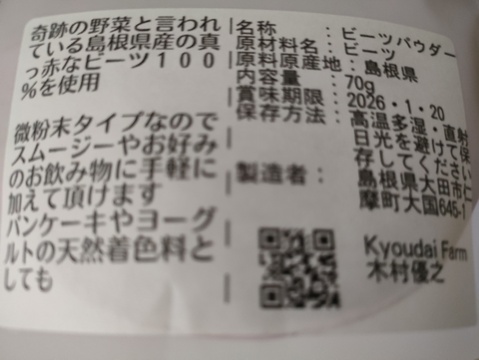 奇跡の野菜と言われ
ている島根県産の真
っ赤なビーツ100
%を使用
微粉末タイプなので
スムージーやお好み
のお飲み物に手軽に
加えて頂けます
パンケーキやヨーグ
ルトの天然着色料と
しても
名称 : ビーツパウダー
原材料名 : ビーツ
原料原産地 : 島根県
内容量 : 70g
賞味期限 : 2026・1・20
保存方法 : 高温多湿・直射
日光を避けて保
存してください
製造者 : 島根県大田市仁
摩町大国645-1
Kyoudai Farm
木村優之